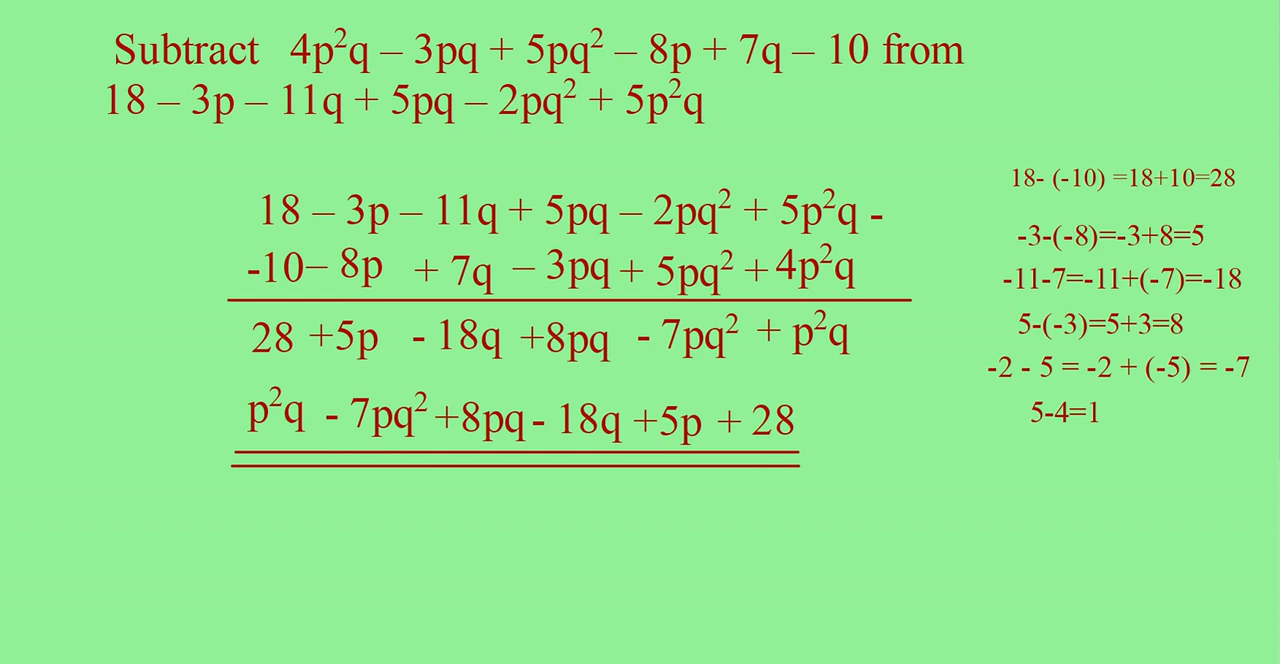 Subtract 4p²q – 3pq + 5pq² – 8p + 7q – 10 from
18 – 3p – 11q + 5pq – 2pq² + 5p²q
18 – 3p – 11q + 5pq – 2pq² + 5p²q -
-10– 8p + 7q – 3pq + 5pq² + 4p²q
28 +5p - 18q +8pq - 7pq² + p²q
p²q - 7pq² +8pq- 18q +5p + 28
18- (-10) =18+10=28
-3-(-8)=-3+8=5
-11-7=-11+(-7)=-18
5-(-3)=5+3=8
-2 - 5 = -2 + (-5) = -7
5-4=1